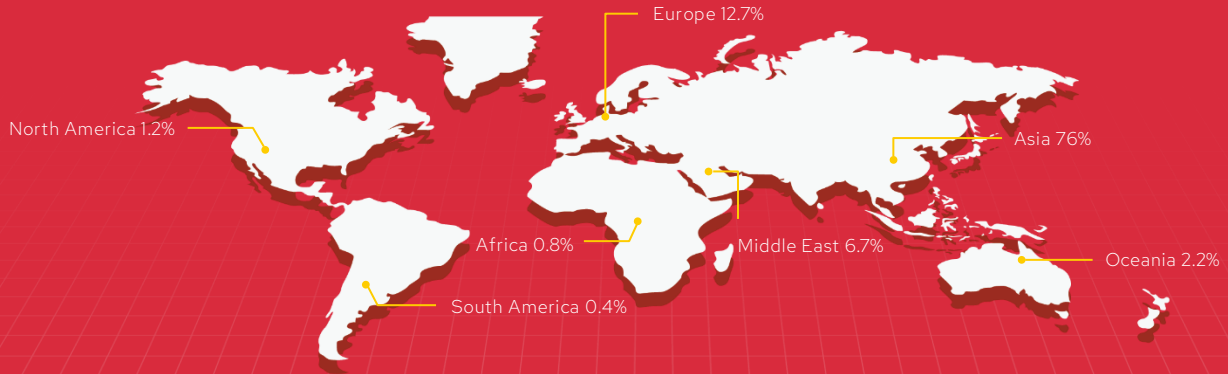 Europe 12.7%
North America 1.2%
Asia 76%
Africa 0.8%
Middle East 6.7%
Oceania 2.2%
South America 0.4%